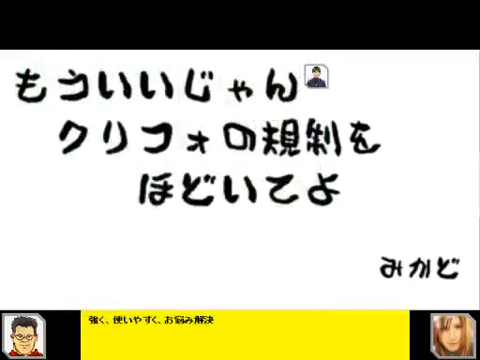 もういいじゃん
クリフォの規制を
ほどいてよ
みかど
強く、使いやすく、お悩み解決